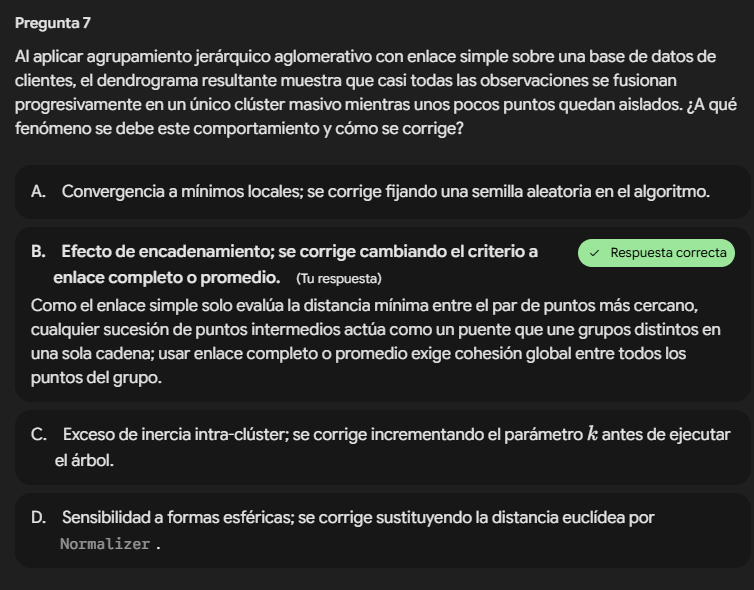 Pregunta 7
Al aplicar agrupamiento jerárquico aglomerativo con enlace simple sobre una base de datos de
clientes, el dendrograma resultante muestra que casi todas las observaciones se fusionan
progresivamente en un único clúster masivo mientras unos pocos puntos quedan aislados. ¿A qué
fenómeno se debe este comportamiento y cómo se corrige?
A. Convergencia a mínimos locales; se corrige fijando una semilla aleatoria en el algoritmo.
B. Efecto de encadenamiento; se corrige cambiando el criterio a
enlace completo o promedio. (Tu respuesta)
✓ Respuesta correcta
Como el enlace simple solo evalúa la distancia mínima entre el par de puntos más cercano,
cualquier sucesión de puntos intermedios actúa como un puente que une grupos distintos en
una sola cadena; usar enlace completo o promedio exige cohesión global entre todos los
puntos del grupo.
C. Exceso de inercia intra-clúster; se corrige incrementando el parámetro k antes de ejecutar
el árbol.
D. Sensibilidad a formas esféricas; se corrige sustituyendo la distancia euclídea por
Normalizer .